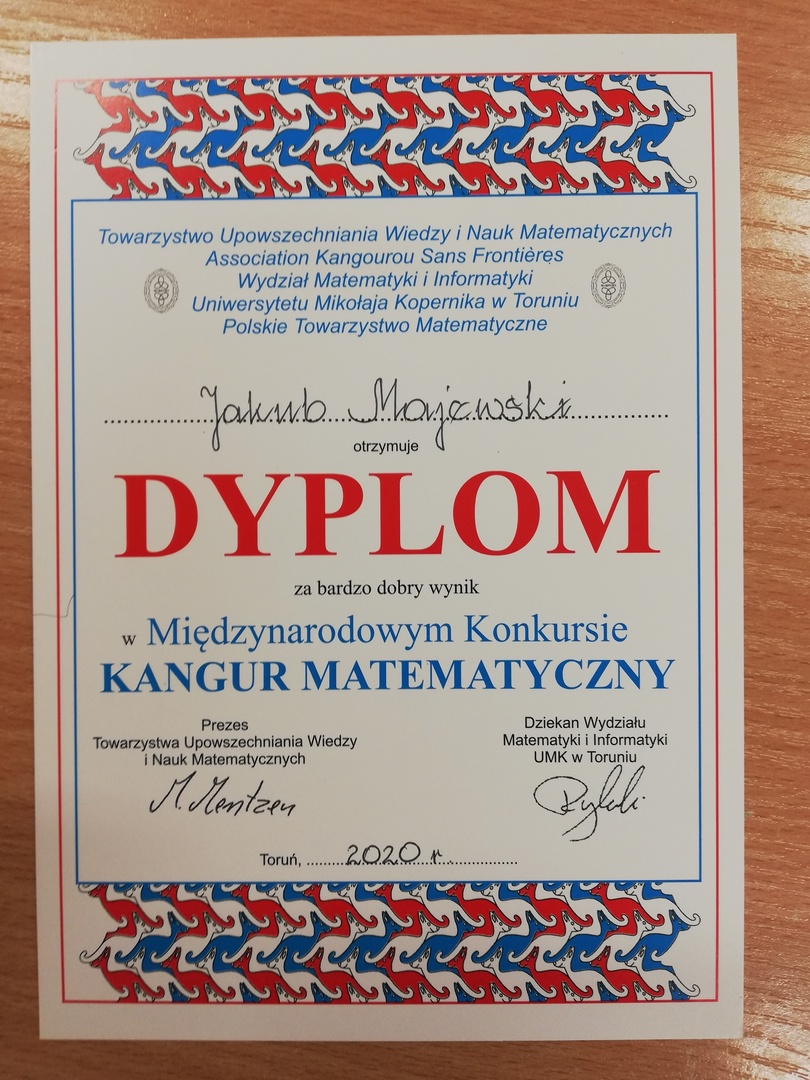 Towarzystwo Upowszechniania Wiedzy i Nauk Matematycznych
Association Kangourou Sans Frontières
Wydział Matematyki i Informatyki
Uniwersytetu Mikołaja Kopernika w Toruniu
Polskie Towarzystwo Matematyczne
Jakub Majewski
otrzymuje
DYPLOM
za bardzo dobry wynik
w Międzynarodowym Konkursie
KANGUR MATEMATYCZNY
Prezes
Towarzystwa Upowszechniania Wiedzy
i Nauk Matematycznych
M. Mentzen
Dziekan Wydziału
Matematyki i Informatyki
UMK w Toruniu
Toruń, 2020 r.